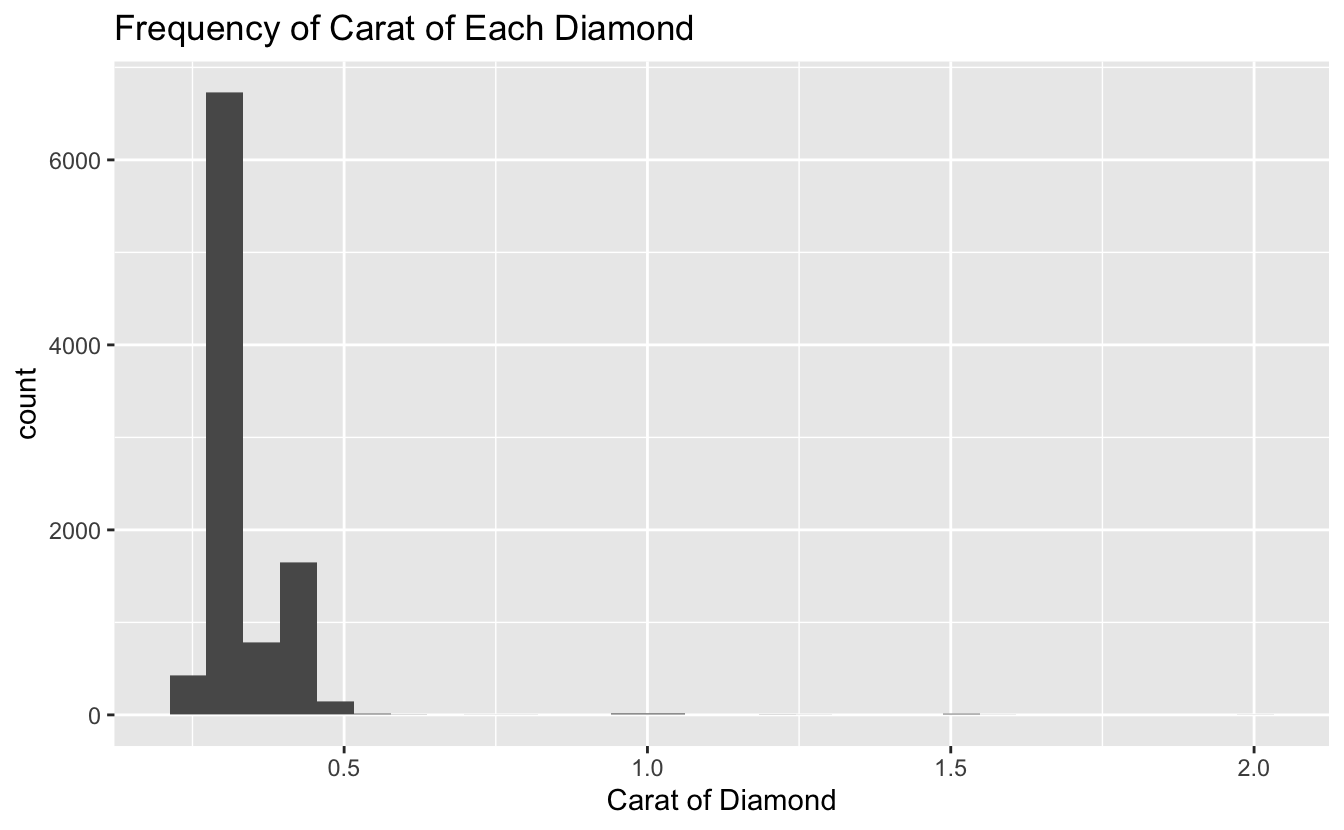 Frequency of Carat of Each Diamond
6000
4000
2000
0
count
0.5 1.0 1.5 2.0
Carat of Diamond